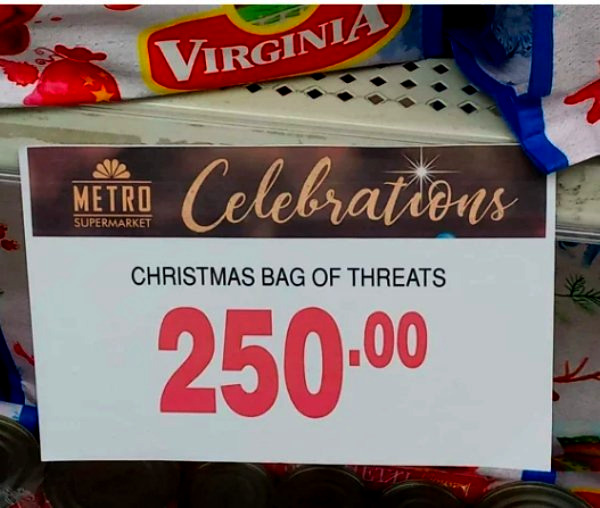 VIRGINIA
METRO
SUPERMARKET
Celebrations
CHRISTMAS BAG OF THREATS
250.00